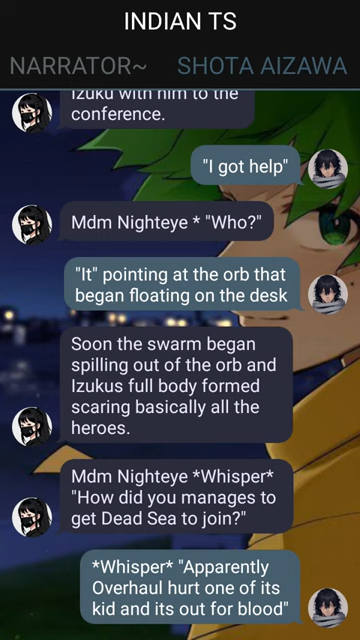 INDIAN TS
NARRATOR~ SHOTA AIZAWA
Izuku with him to the
conference.
"I got help"
Mdm Nighteye * "Who?"
"It" pointing at the orb that
began floating on the desk
Soon the swarm began
spilling out of the orb and
Izukus full body formed
scaring basically all the
heroes.
Mdm Nighteye *Whisper*
"How did you manages to
get Dead Sea to join?"
*Whisper* "Apparently
Overhaul hurt one of its
kid and its out for blood"